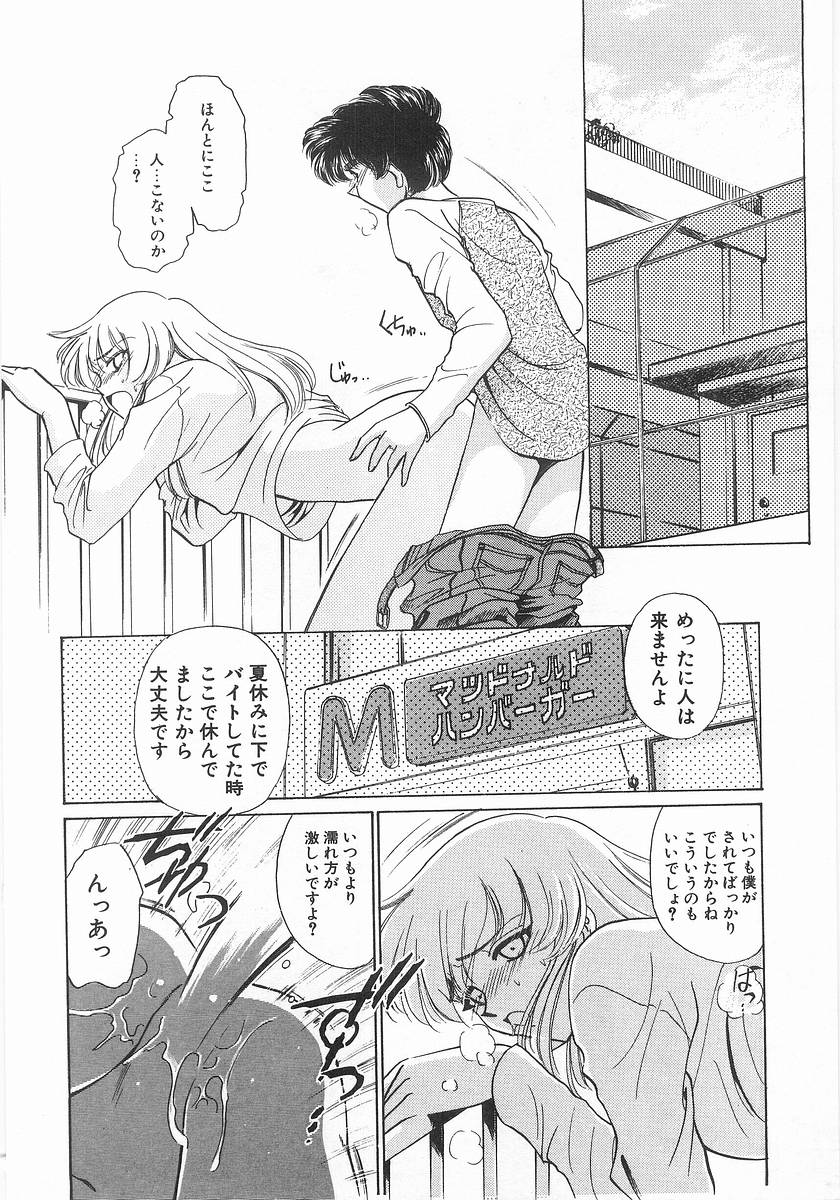 ほんとにここ
人…こないのか
…？
くちゅ‥
じゅっ‥
めったに人は
来ませんよ
M
マツドナルド
ハンバーガー
夏休みに下で
バイトしてた時
ここで休んで
ましたから
大丈夫です
いつも僕が
されてばっかり
でしたからね
こういうのも
いいでしょ？
はっ
いつもより
濡れ方が
激しいですよ？
ぢゅっ
んっあっ